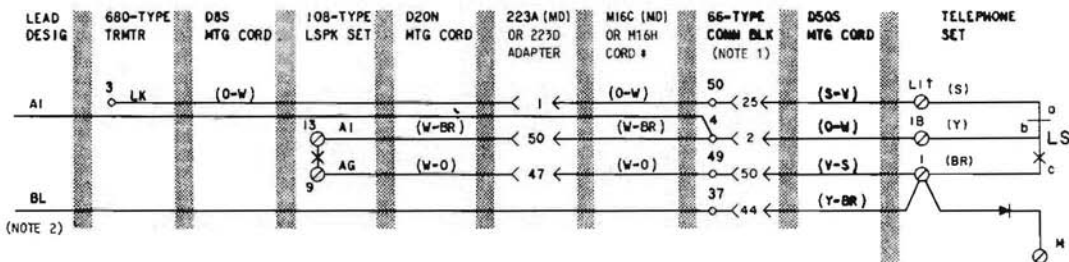 LEAD DESIG 680-TYPE TRMTR D8S MTG CORD 108-TYPE LSPK SET D20N MTG CORD 223A (MD) OR 223D ADAPTER M16C (MD) OR M16H CORD ‡ 66-TYPE CONN BLK (NOTE 1) D50S MTG CORD TELEPHONE SET
3 LK (O-W) 1 (O-W) 50 25 (S-V) L1† (S)
a
A1
13 A1 (W-BR) 50 (W-BR) 4 2 (O-W) 1B (Y) b LS
9 AG (W-O) 47 (W-O) 49 50 (V-S) 1 (BR) c
BL 37 44 (Y-BR)
(NOTE 2)
M